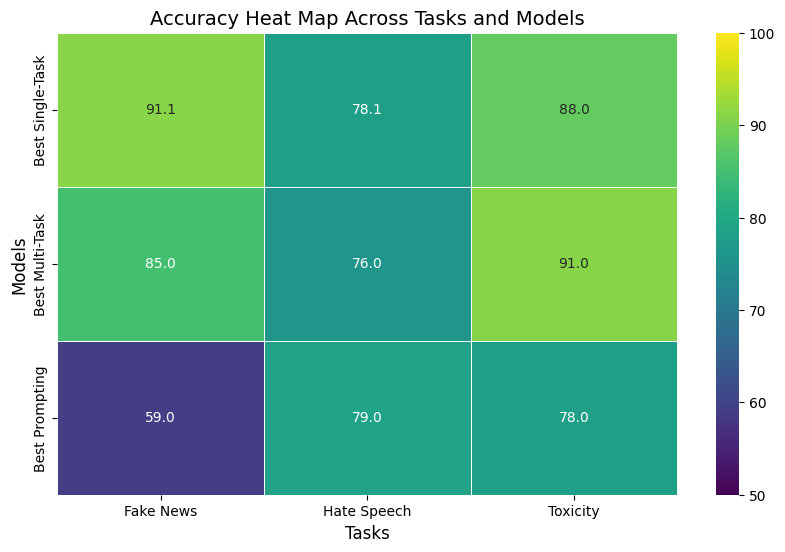 Accuracy Heat Map Across Tasks and Models
Models
Best Single-Task
91.1 78.1 88.0
Best Multi-Task
85.0 76.0 91.0
Best Prompting
59.0 79.0 78.0
Fake News Hate Speech Toxicity
Tasks
100
90
80
70
60
50